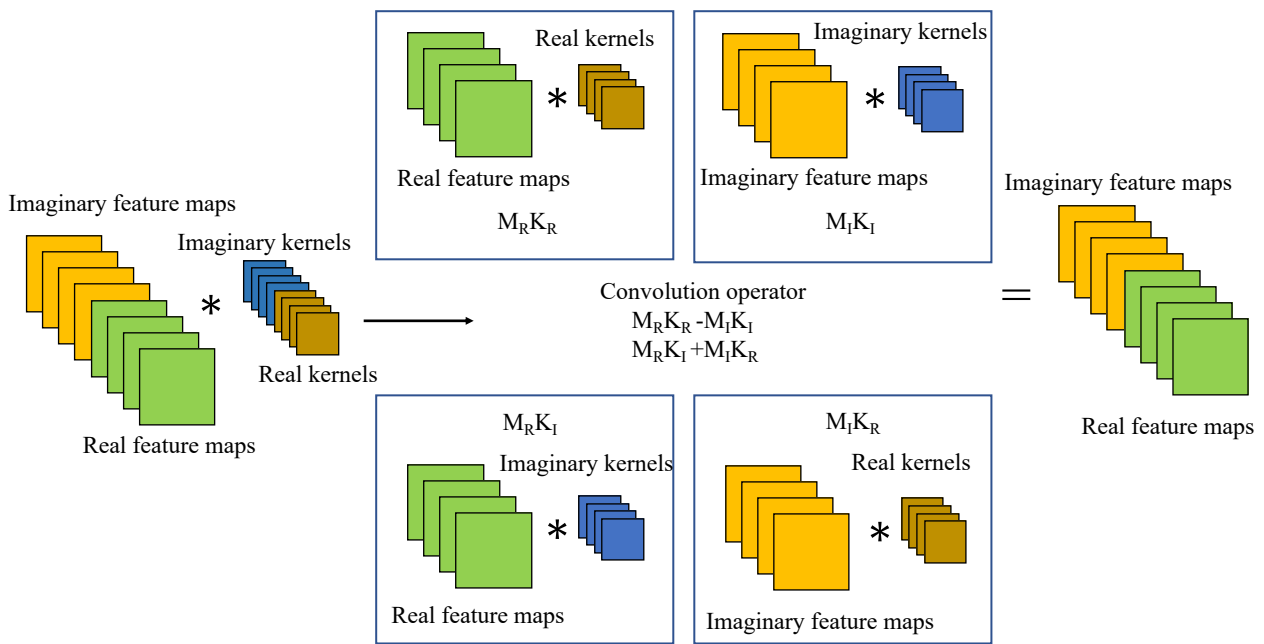 Imaginary feature maps
*
Imaginary kernels
Real kernels
Real feature maps
Real kernels
*
Real feature maps
M_RK_R
Imaginary kernels
*
Imaginary feature maps
M_IK_I
Convolution operator
M_RK_R -M_IK_I
M_RK_I +M_IK_R
M_RK_I
Imaginary kernels
*
Real feature maps
M_IK_R
Real kernels
*
Imaginary feature maps
=
Imaginary feature maps
Real feature maps